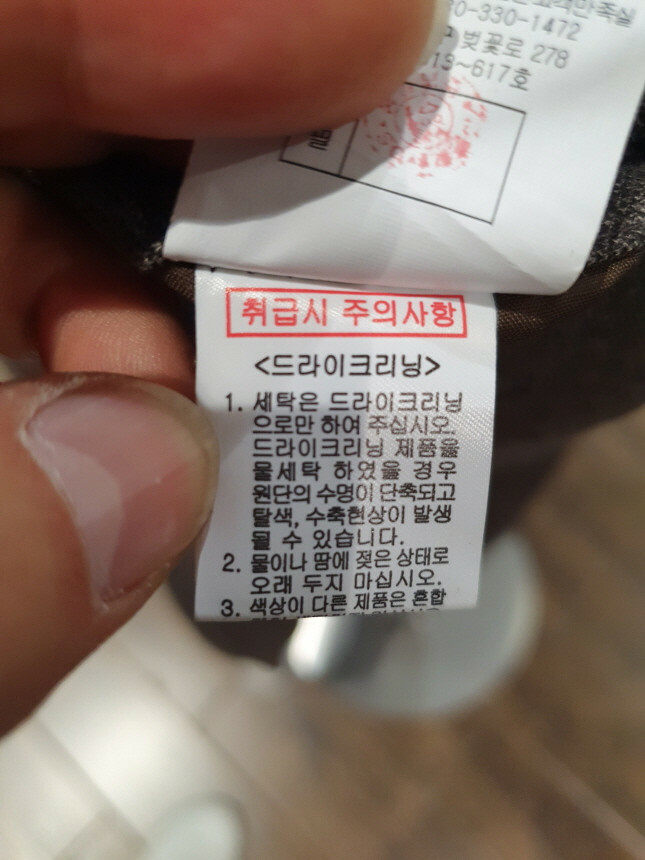 330-1472
벚꽃로 278
617호
취급시 주의사항
<드라이크리닝>
1. 세탁은 드라이크리닝
으로만 하여 주십시오.
드라이크리닝 제품을
물세탁 하였을 경우
원단의 수명이 단축되고
탈색, 수축현상이 발생
될 수 있습니다.
2. 물이나 땀에 젖은 상태로
오래 두지 마십시오.
3. 색상이 다른 제품은 혼합